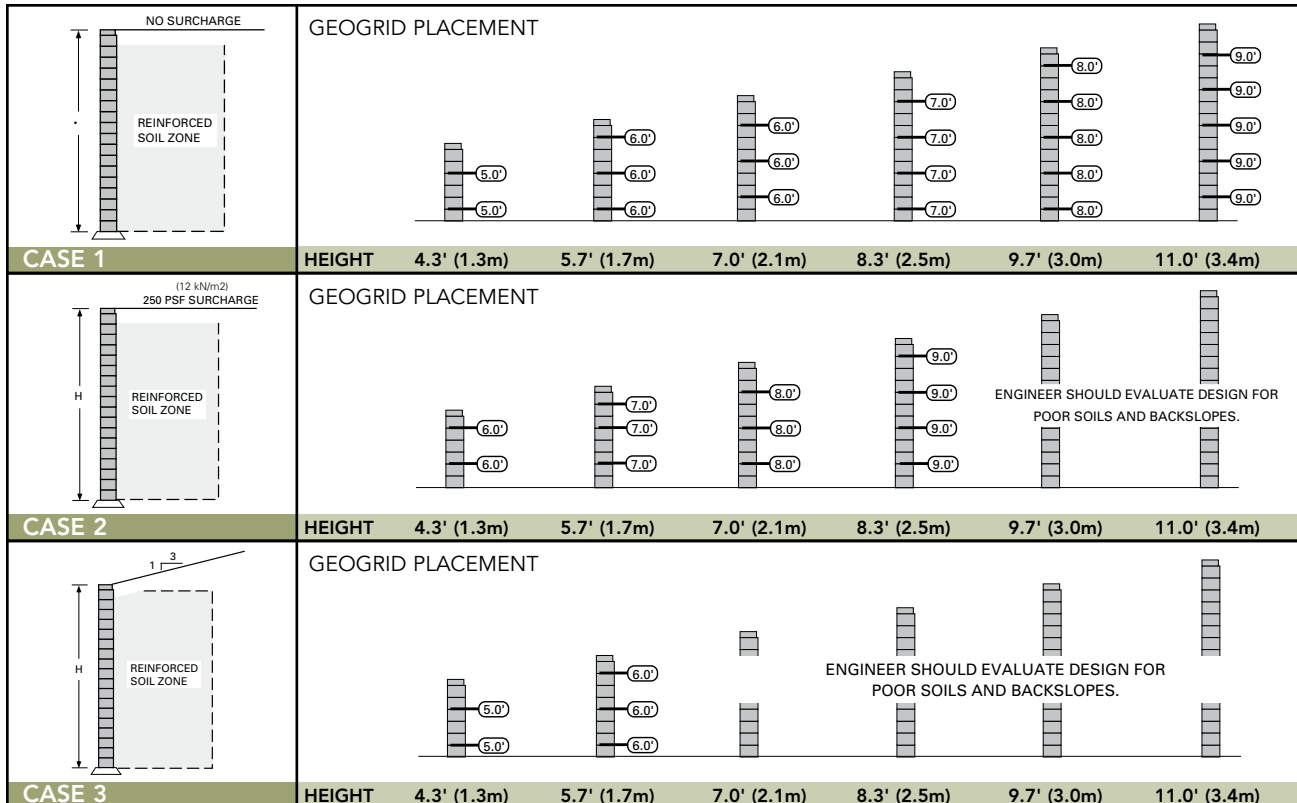 NO SURCHARGE
REINFORCED
SOIL ZONE
CASE 1
GEOGRID PLACEMENT
5.0'
5.0'
6.0'
6.0'
6.0'
6.0'
6.0'
6.0'
7.0'
7.0'
7.0'
7.0'
8.0'
8.0'
8.0'
8.0'
8.0'
9.0'
9.0'
9.0'
9.0'
9.0'
HEIGHT 4.3' (1.3m) 5.7' (1.7m) 7.0' (2.1m) 8.3' (2.5m) 9.7' (3.0m) 11.0' (3.4m)
(12 kN/m2)
250 PSF SURCHARGE
H
REINFORCED
SOIL ZONE
CASE 2
GEOGRID PLACEMENT
6.0'
6.0'
7.0'
7.0'
7.0'
8.0'
8.0'
8.0'
9.0'
9.0'
9.0'
9.0'
ENGINEER SHOULD EVALUATE DESIGN FOR
POOR SOILS AND BACKSLOPES.
HEIGHT 4.3' (1.3m) 5.7' (1.7m) 7.0' (2.1m) 8.3' (2.5m) 9.7' (3.0m) 11.0' (3.4m)
3
1
H
REINFORCED
SOIL ZONE
CASE 3
GEOGRID PLACEMENT
5.0'
5.0'
6.0'
6.0'
6.0'
ENGINEER SHOULD EVALUATE DESIGN FOR
POOR SOILS AND BACKSLOPES.
HEIGHT 4.3' (1.3m) 5.7' (1.7m) 7.0' (2.1m) 8.3' (2.5m) 9.7' (3.0m) 11.0' (3.4m)